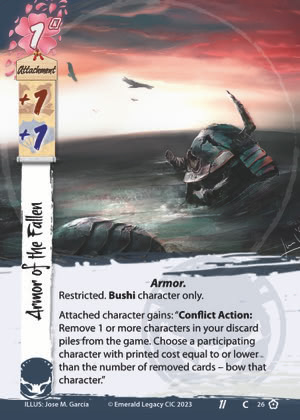 1
Attachment
+1
+1
Armor of the Fallen
Armor.
Restricted. Bushi character only.
Attached character gains: “Conflict Action:
Remove 1 or more characters in your discard
piles from the game. Choose a participating
character with printed cost equal to or lower
than the number of removed cards – bow that
character.”
ILLUS: Jose M. Garcia
© Emerald Legacy CIC 2023
C
26